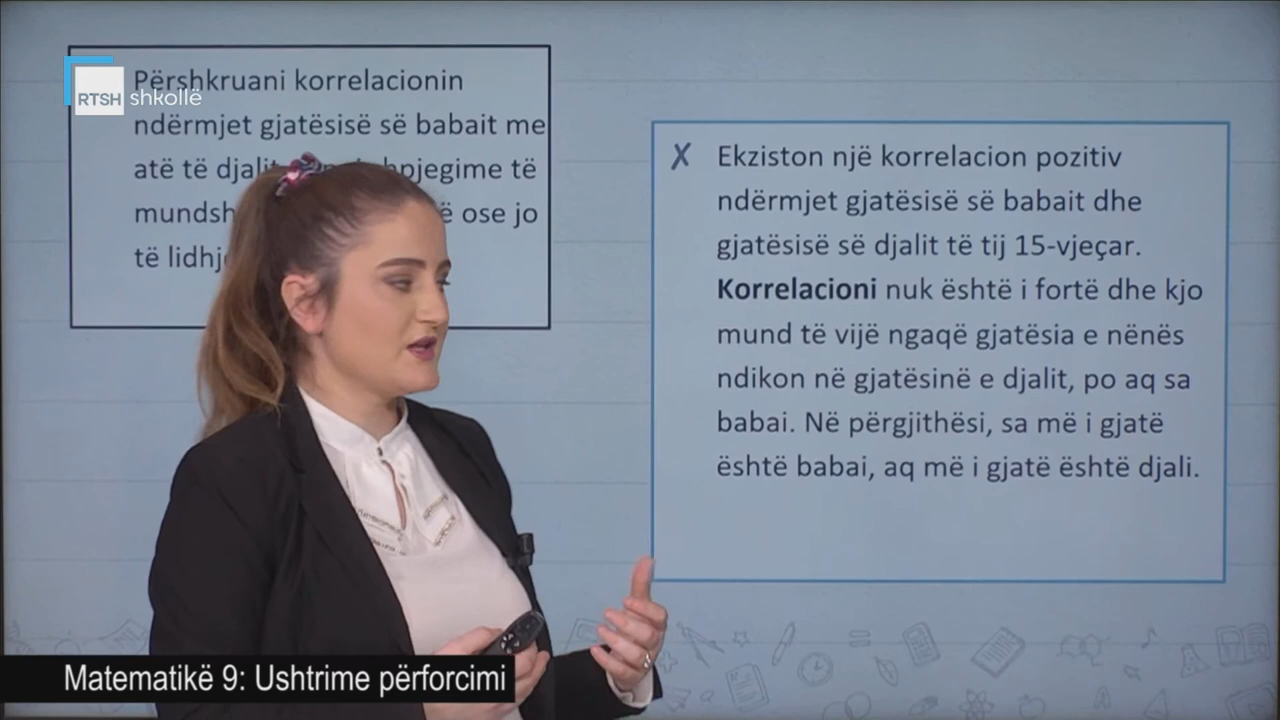 Përshkruani korrelacionin
ndërmjet gjatësisë së babait me
atë të djalit të
ose jo
të
RTSH shkollë
X Ekziston një korrelacion pozitiv
ndërmjet gjatësisë së babait dhe
gjatësisë së djalit të tij 15-vjeçar.
Korrelacioni nuk është i fortë dhe kjo
mund të vijë ngaqë gjatësia e nënës
ndikon në gjatësinë e djalit, po aq sa
babai. Në përgjithësi, sa më i gjatë
është babai, aq më i gjatë është djali.
Matematikë 9: Ushtrime përforcimi